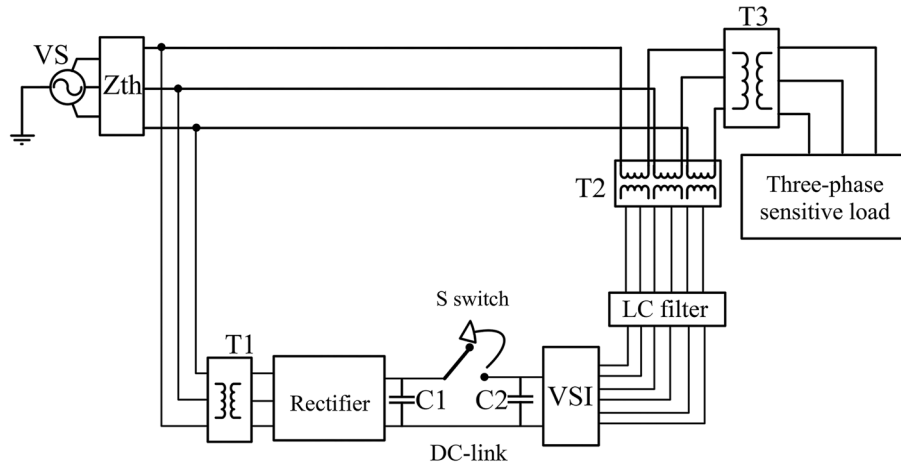 T3
VS
Zth
T2
Three-phase
sensitive load
LC filter
S switch
T1
Rectifier
C1
C2
VSI
DC-link